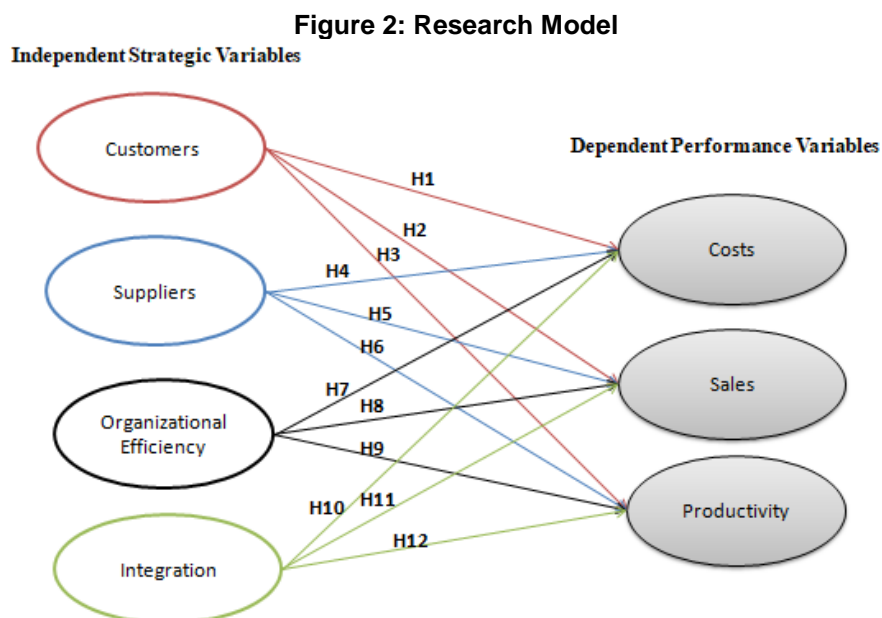 Figure 2: Research Model
Independent Strategic Variables
Dependent Performance Variables
Customers
Suppliers
Organizational
Efficiency
Integration
H1
H2
H3
H4
H5
H6
H7
H8
H9
H10
H11
H12
Costs
Sales
Productivity